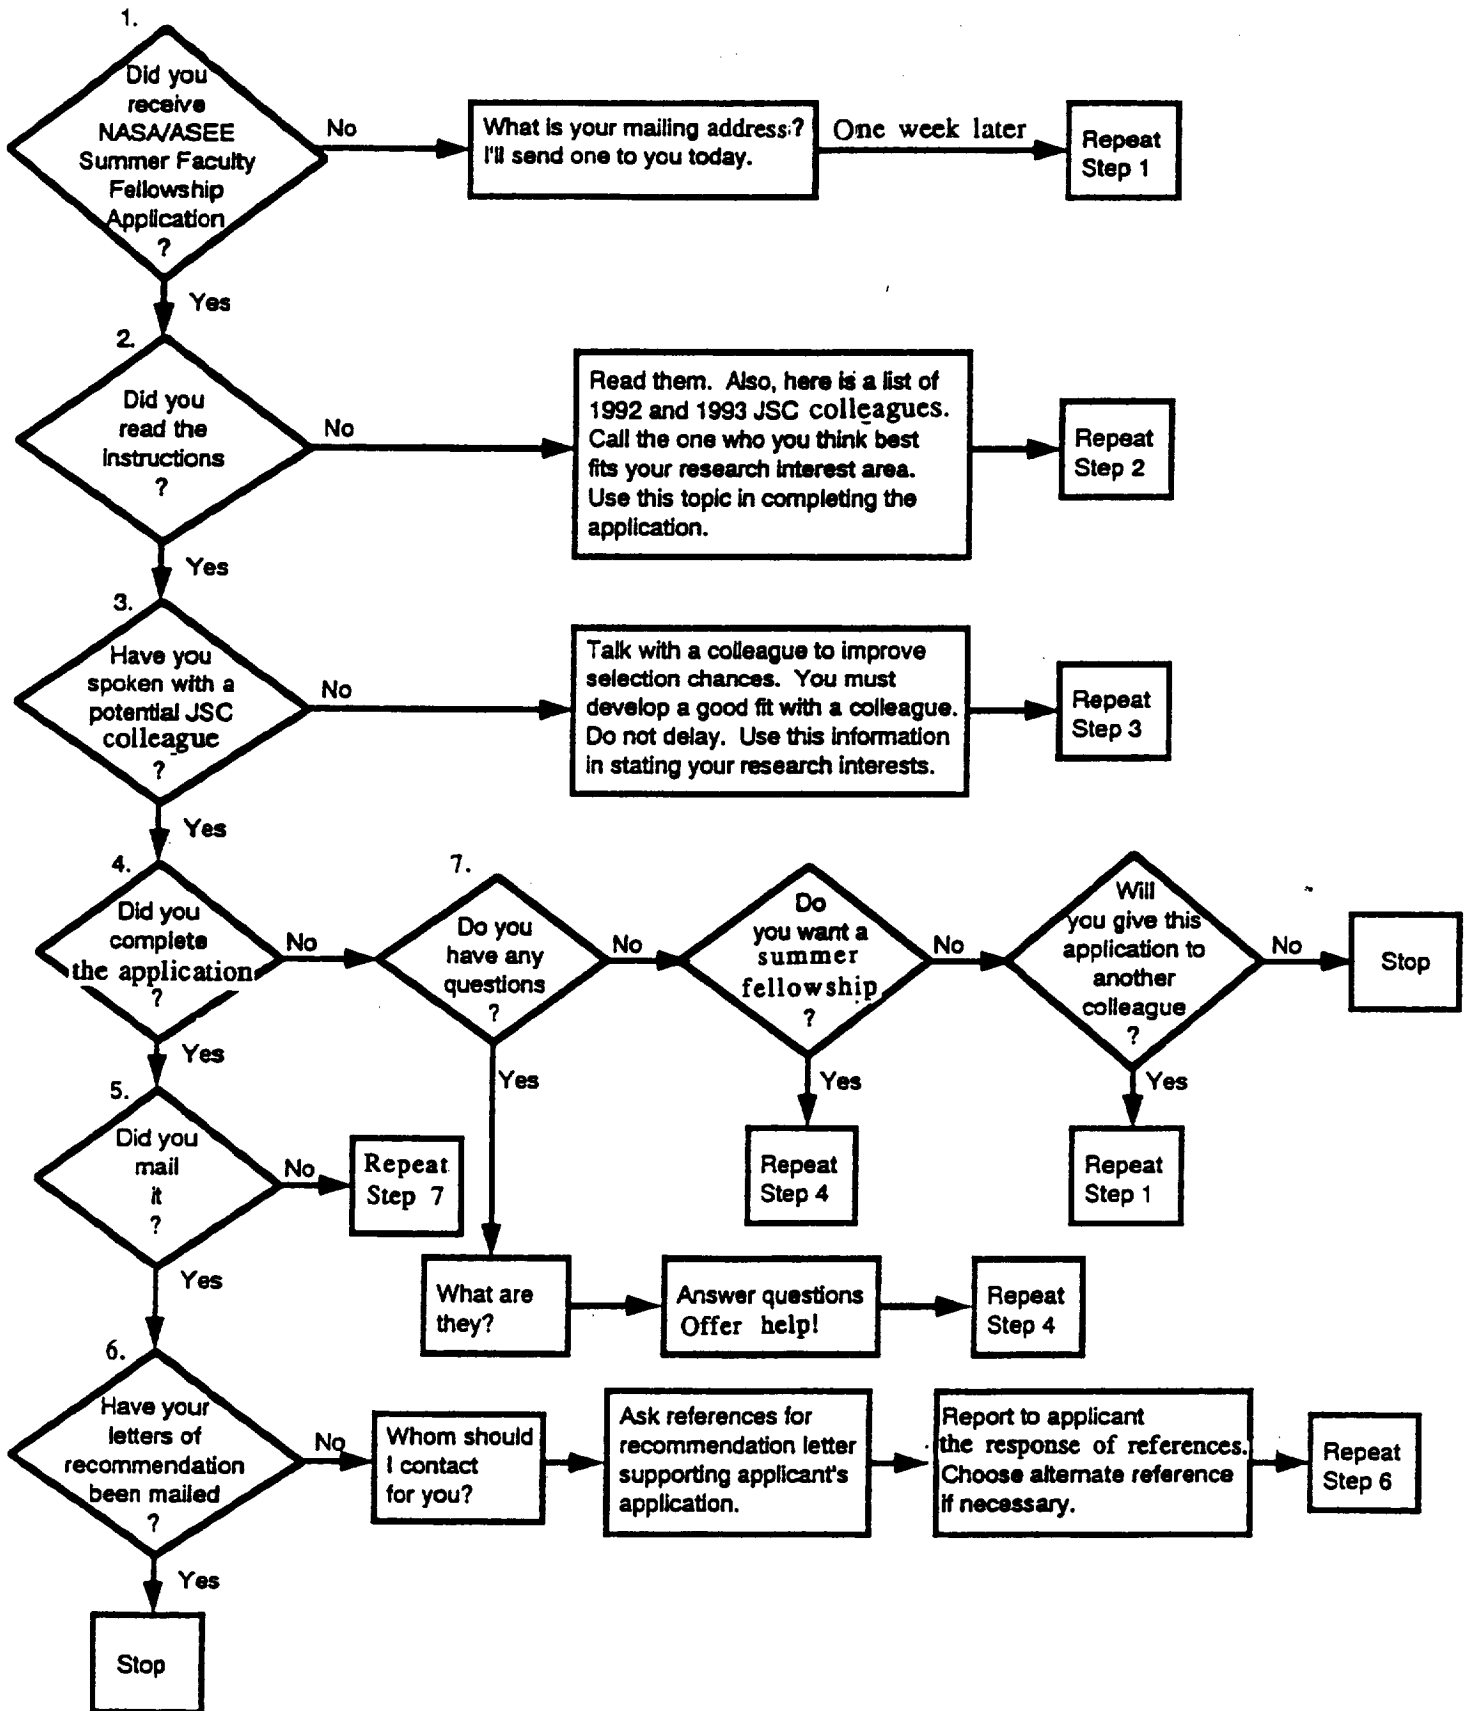 1.
Did you
receive
NASA/ASEE
Summer Faculty
Fellowship
Application
?
No
What is your mailing address?
I'll send one to you today.
One week later
Repeat
Step 1
Yes
2.
Did you
read the
instructions
?
No
Read them. Also, here is a list of
1992 and 1993 JSC colleagues.
Call the one who you think best
fits your research interest area.
Use this topic in completing the
application.
Repeat
Step 2
Yes
3.
Have you
spoken with a
potential JSC
colleague
?
No
Talk with a colleague to improve
selection chances. You must
develop a good fit with a colleague.
Do not delay. Use this information
in stating your research interests.
Repeat
Step 3
Yes
4.
Did you
complete
the application
?
No
7.
Do you
have any
questions
?
No
Do
you want a
summer
fellowship
?
No
Will
you give this
application to
another
colleague
?
No
Stop
Yes
Yes
Yes
Yes
5.
Did you
mail
it
?
No
Repeat
Step 7
Repeat
Step 4
Repeat
Step 1
Yes
What are
they?
Answer questions
Offer help!
Repeat
Step 4
6.
Have your
letters of
recommendation
been mailed
?
No
Whom should
I contact
for you?
Ask references for
recommendation letter
supporting applicant's
application.
Report to applicant
the response of references.
Choose alternate reference
if necessary.
Repeat
Step 6
Yes
Stop